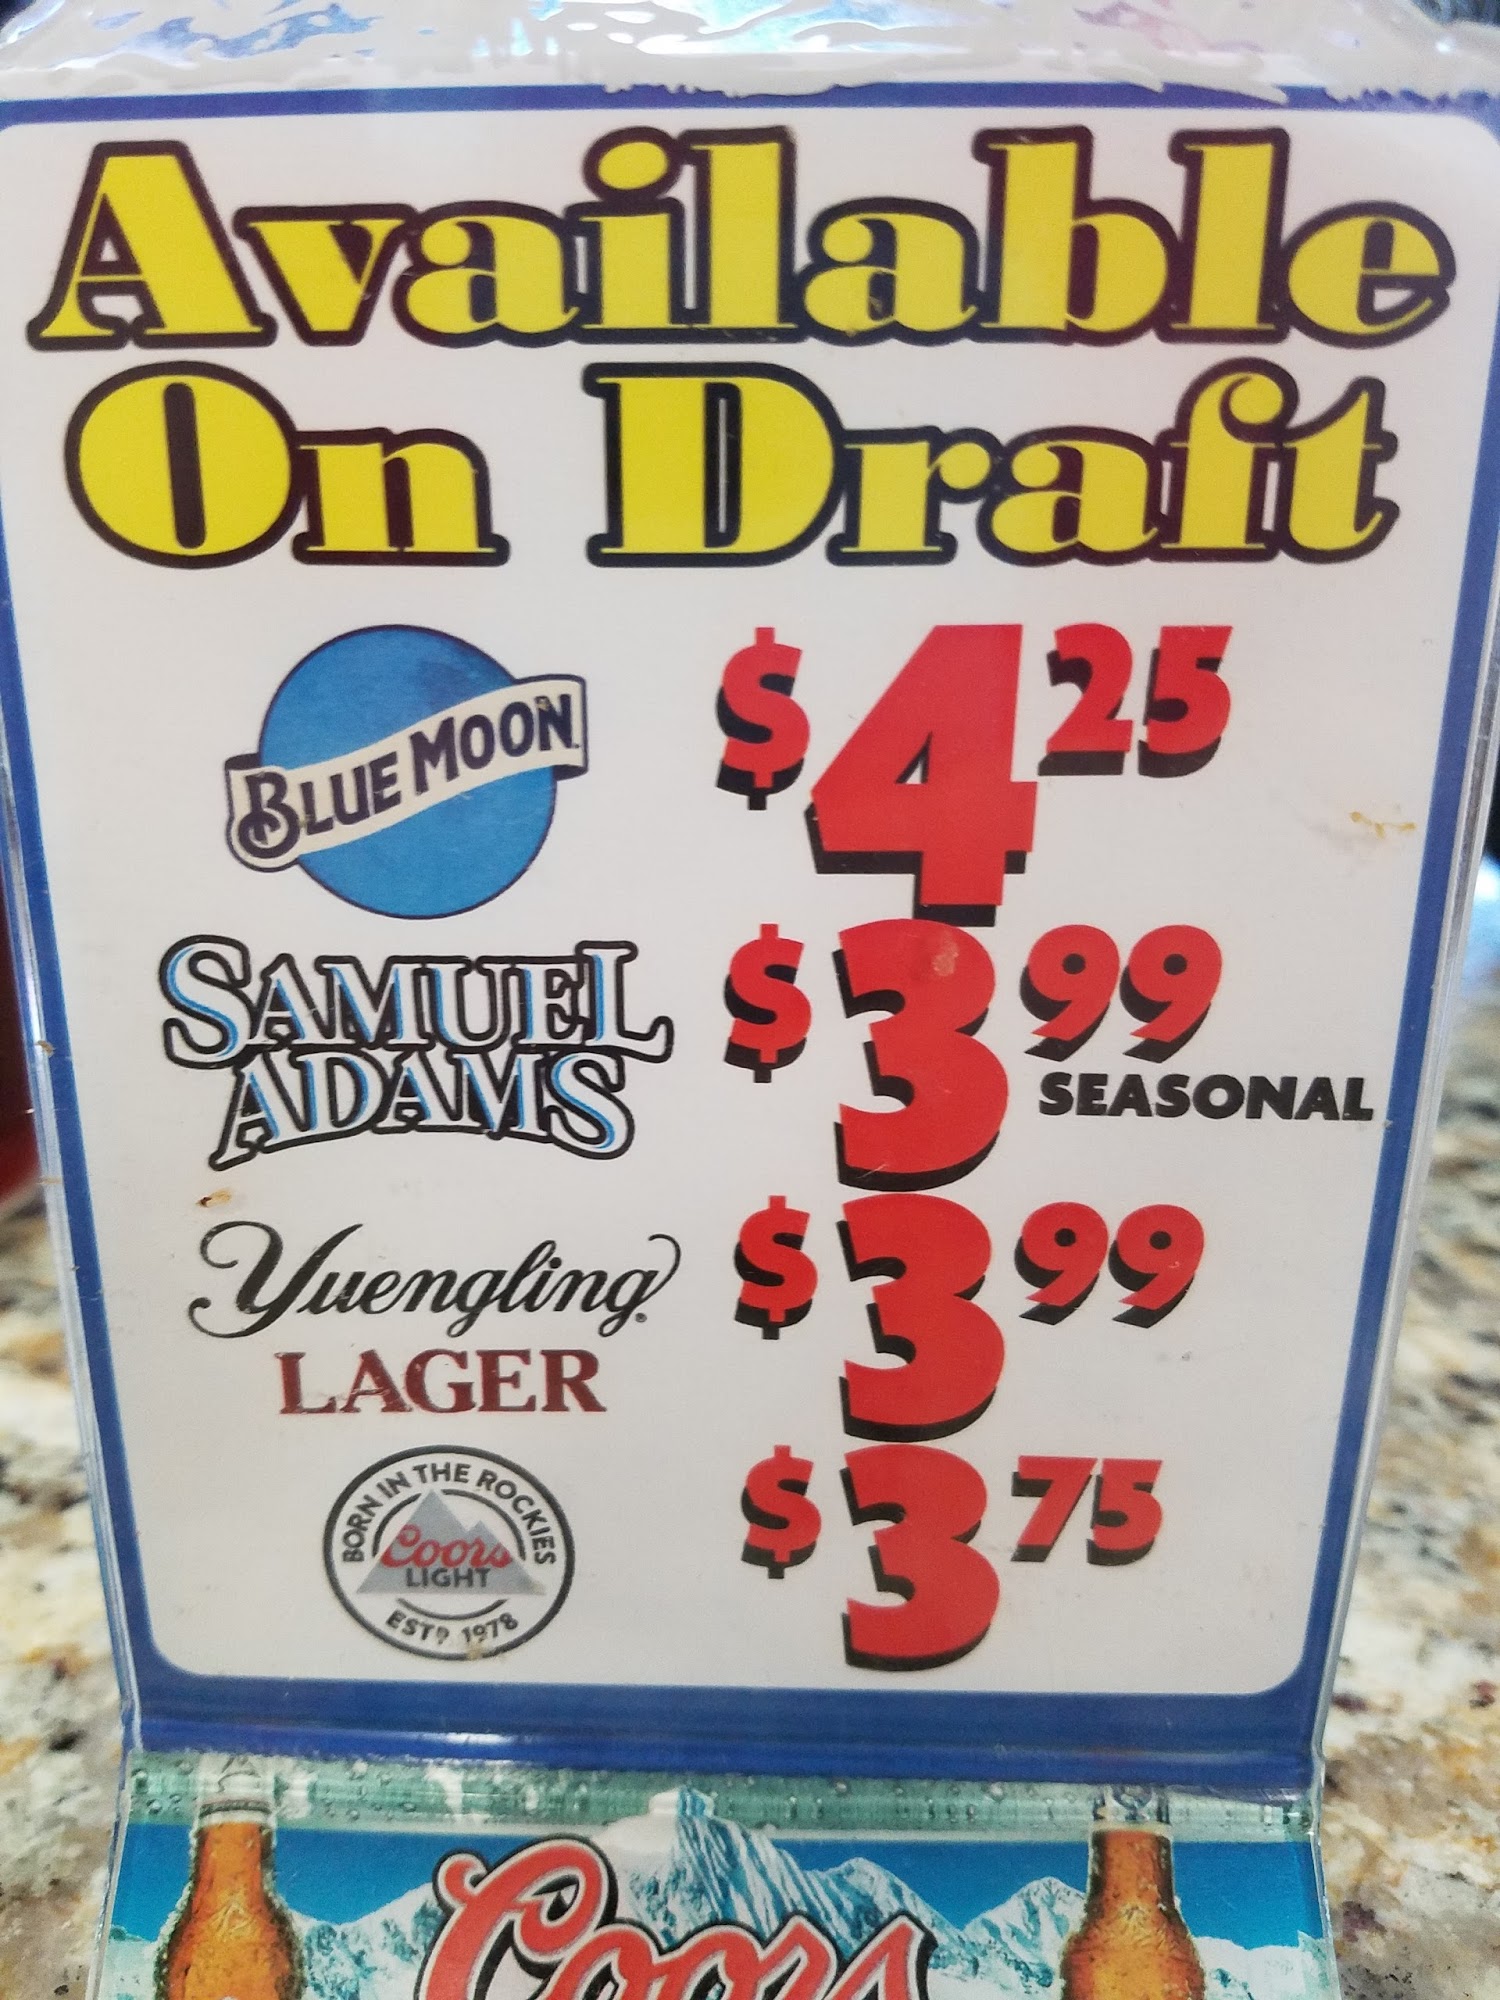 Available
On Draft
BLUE MOON
$4.25
SAMUEL
ADAMS
$3.99
SEASONAL
Yuengling®
LAGER
$3.99
BORN IN THE ROCKIES
Coors
LIGHT
ESTD 1978
$3.75
Coors